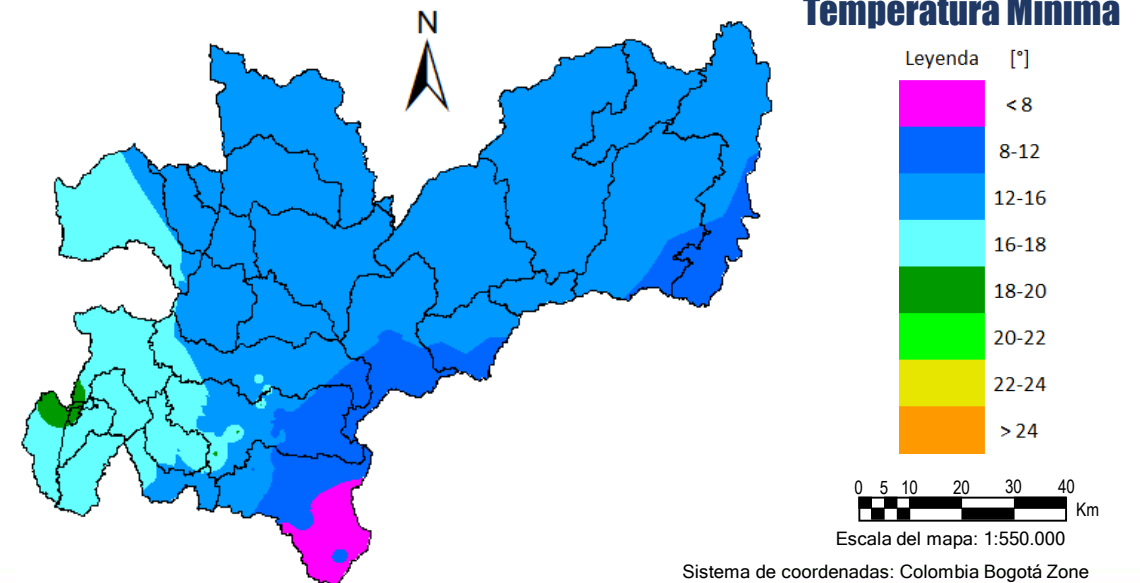 Temperatura Mínima
N
Leyenda [°]
< 8
8-12
12-16
16-18
18-20
20-22
22-24
> 24
0 5 10 20 30 40
Km
Escala del mapa: 1:550.000
Sistema de coordenadas: Colombia Bogotá Zone